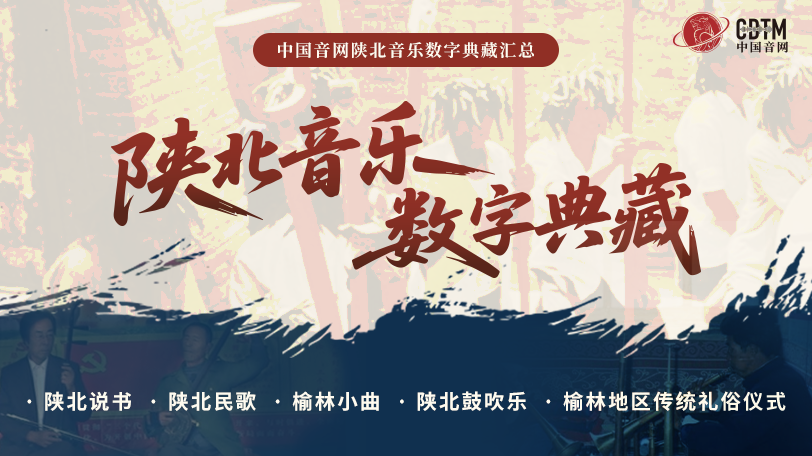 中国音网陕北音乐数字典藏汇总
CDTM
中国音网
陕北音乐
数字典藏
· 陕北说书 · 陕北民歌 · 榆林小曲 · 陕北鼓吹乐 · 榆林地区传统礼俗仪式